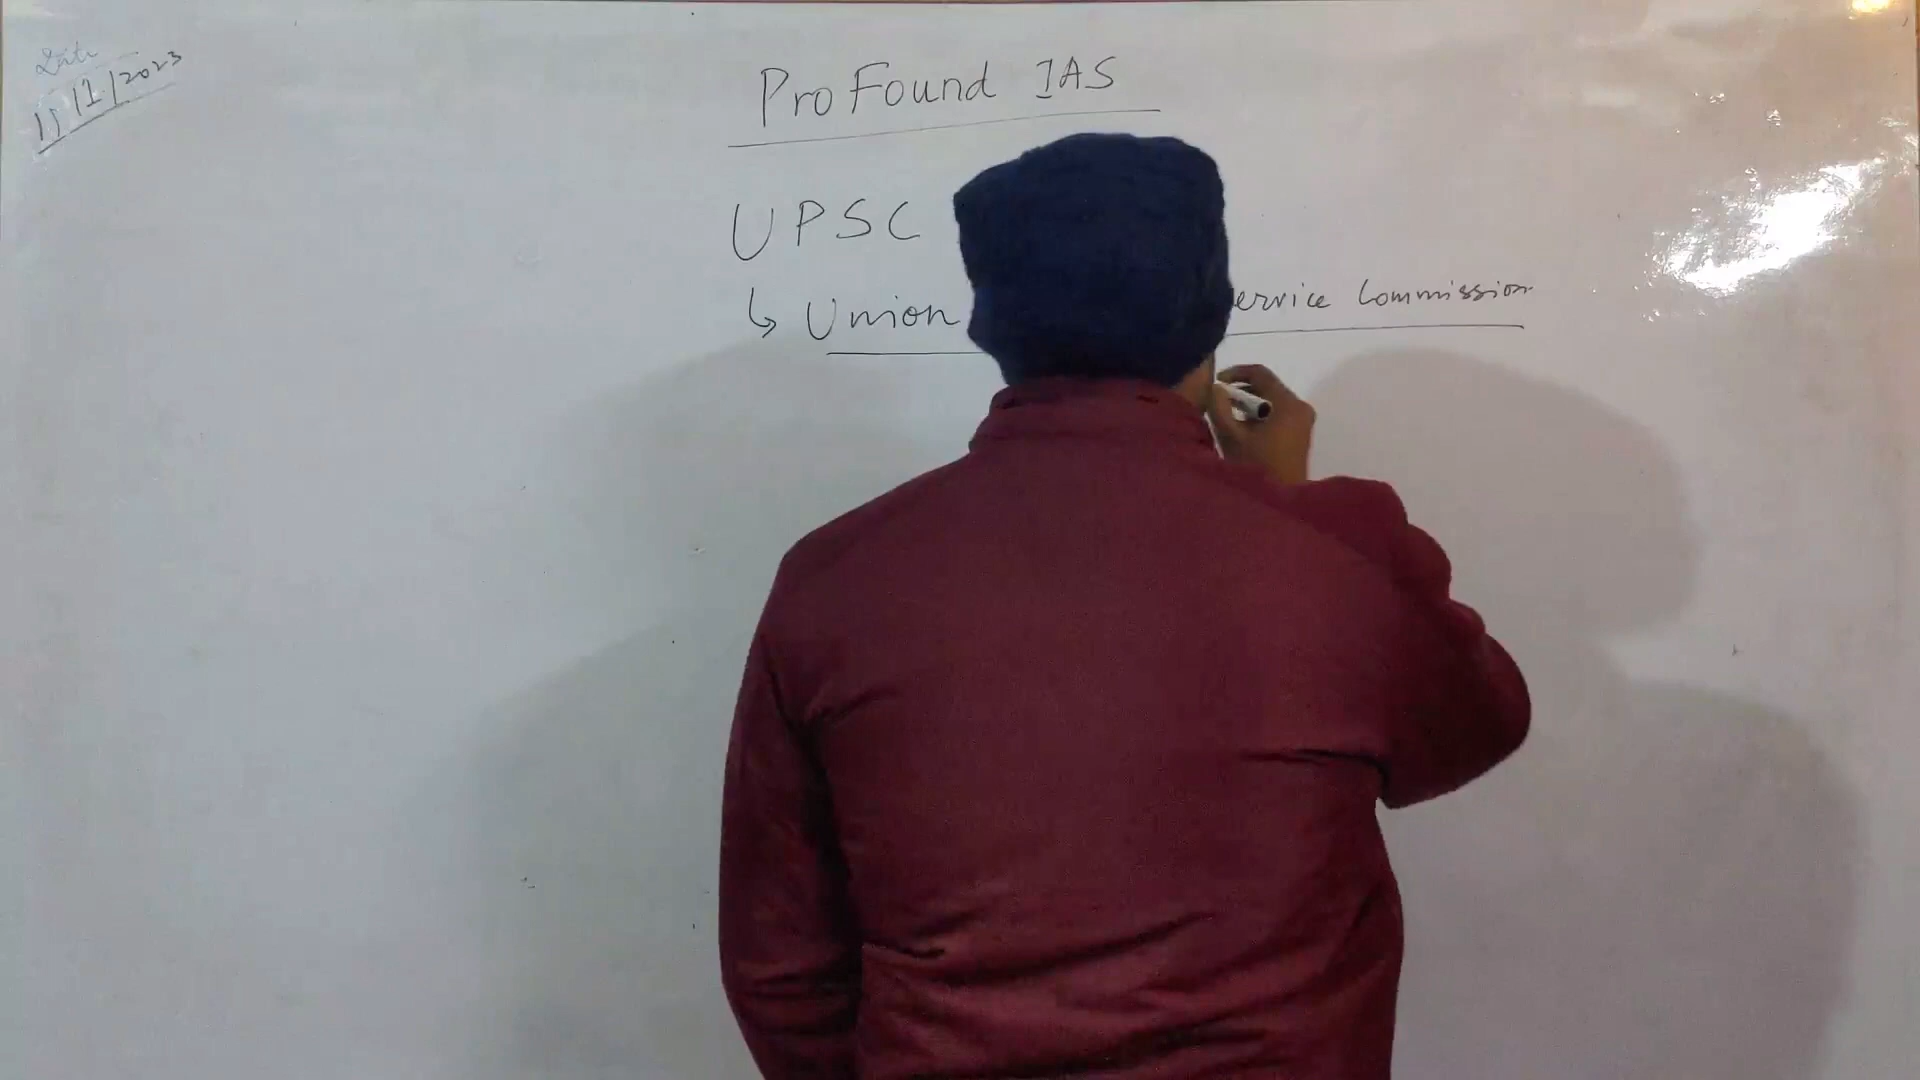 Date
11/12/2023
ProFound IAS
UPSC
↳ Union ervice Commission